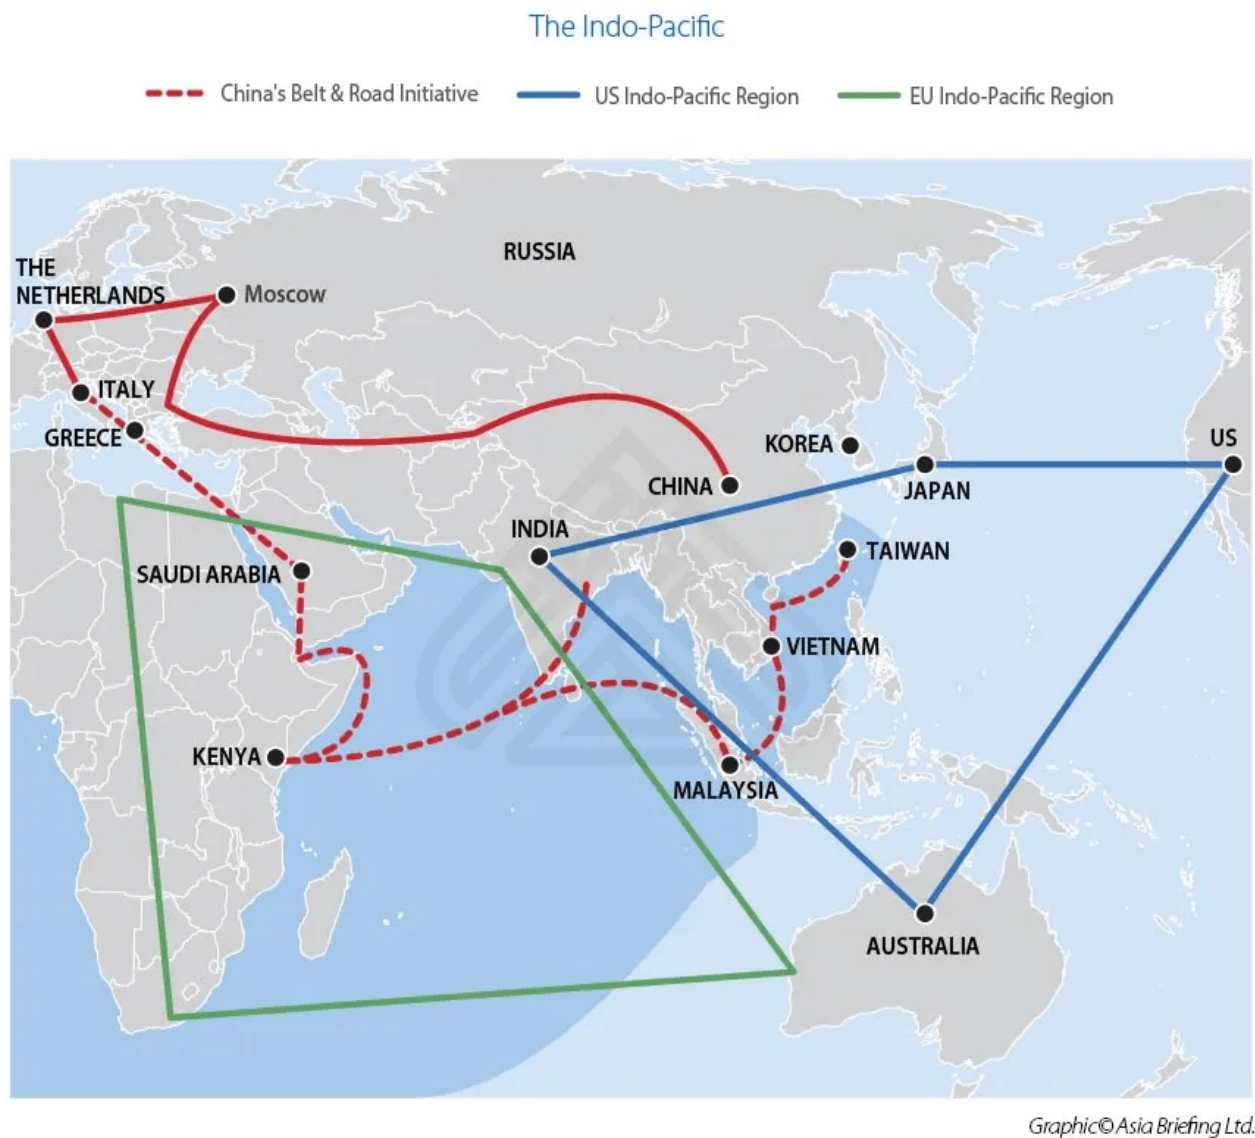 The Indo-Pacific
China's Belt & Road Initiative
US Indo-Pacific Region
EU Indo-Pacific Region
RUSSIA
THE
NETHERLANDS
Moscow
ITALY
GREECE
KOREA
US
CHINA
JAPAN
INDIA
TAIWAN
SAUDI ARABIA
VIETNAM
KENYA
MALAYSIA
AUSTRALIA
Graphic© Asia Briefing Ltd.